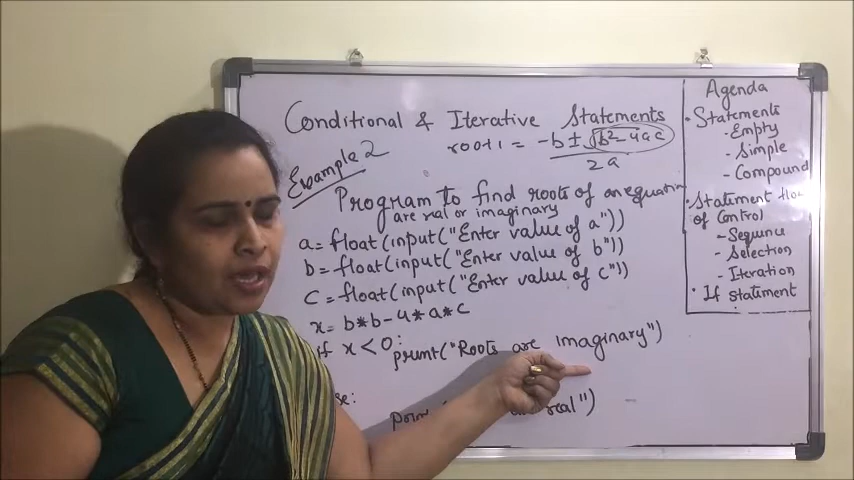 Conditional & Iterative Statements
root1 = -b ± √b²-4ac
2a
Example 2
Program to find roots of an equation
are real or imaginary
a = float(input("Enter value of a"))
b = float(input("Enter value of b"))
c = float(input("Enter value of c"))
x = b*b-4*a*c
if x<0:
print("Roots are imaginary")
se:
real")
Agenda
• Statements
- Empty
- Simple
- Compound
• Statement flow
of Control
- Sequence
- Selection
- Iteration
• If statement